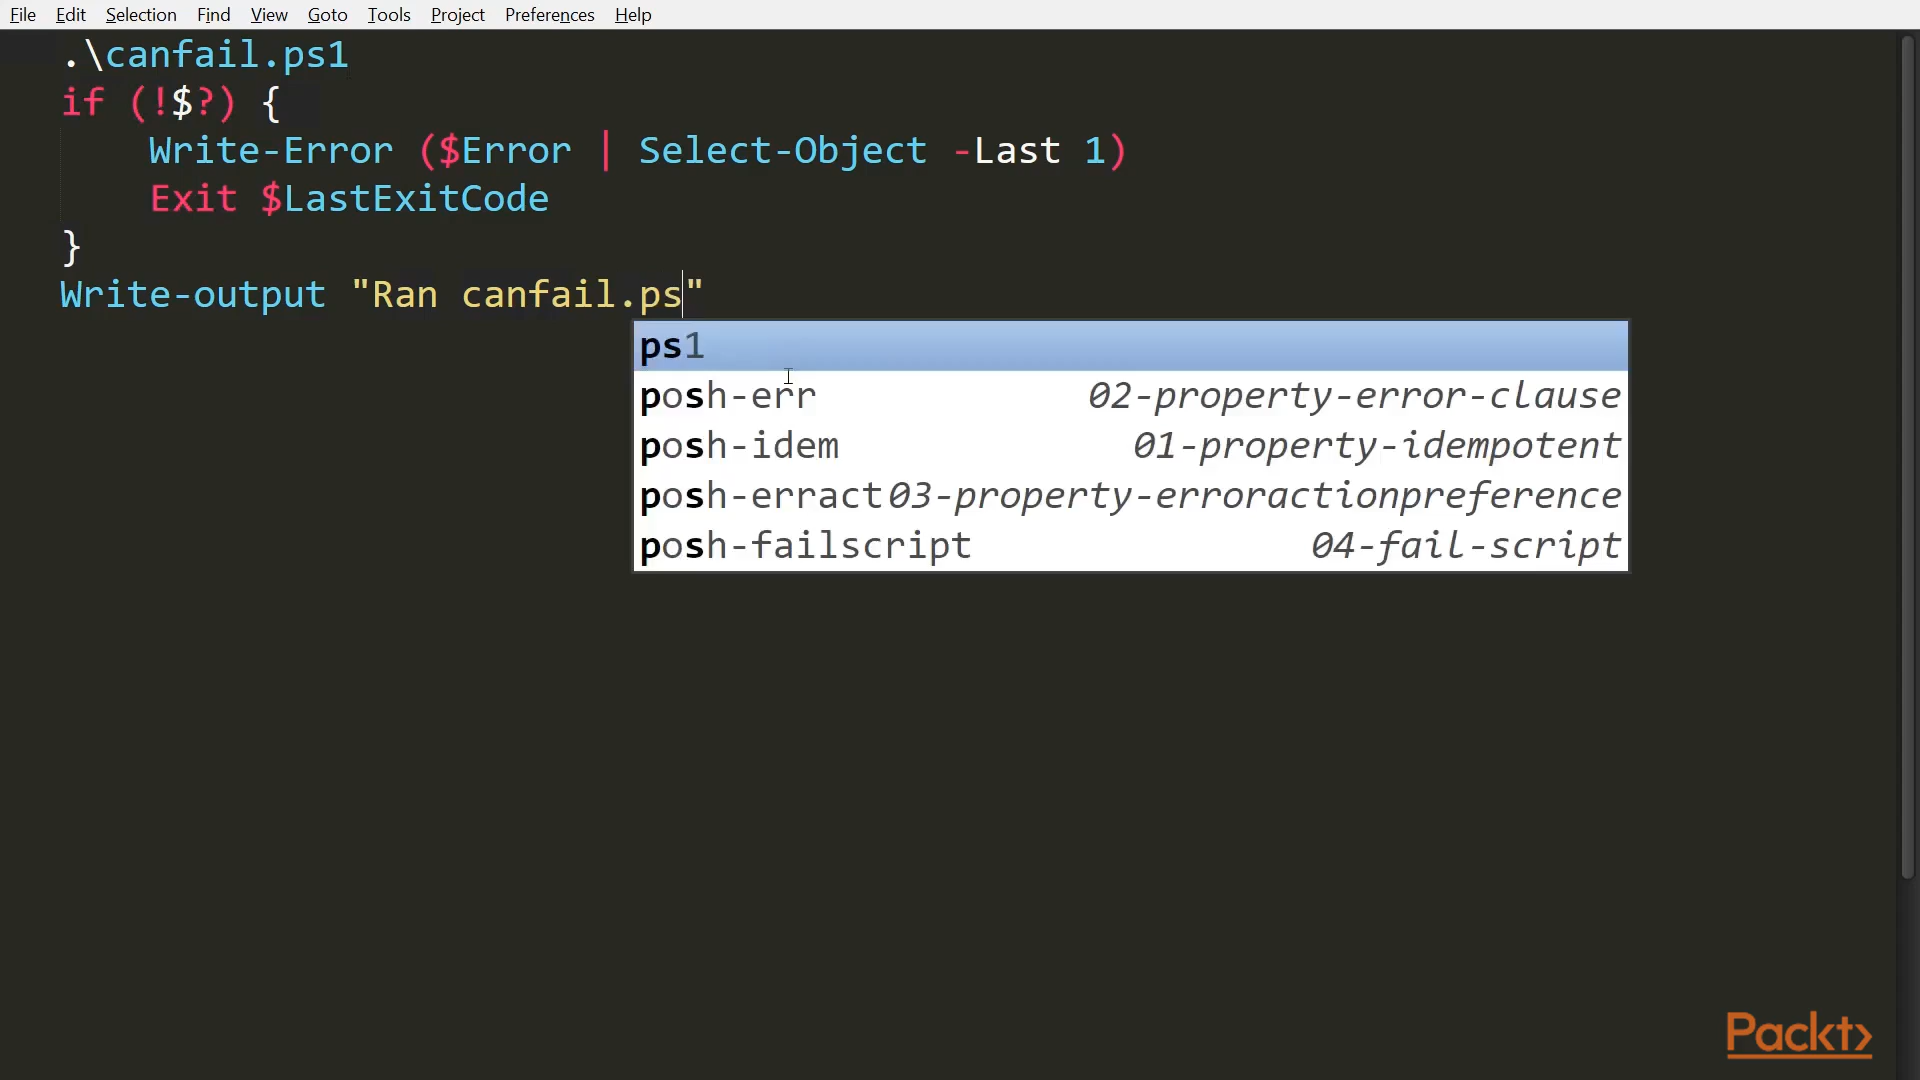 File Edit Selection Find View Goto Tools Project Preferences Help
.\canfail.ps1
if (!$?) {
    Write-Error ($Error | Select-Object -Last 1)
    Exit $LastExitCode
}
Write-output "Ran canfail.ps"
ps1
posh-err 02-property-error-clause
posh-idem 01-property-idempotent
posh-erract 03-property-erroractionpreference
posh-failscript 04-fail-script
Packt>